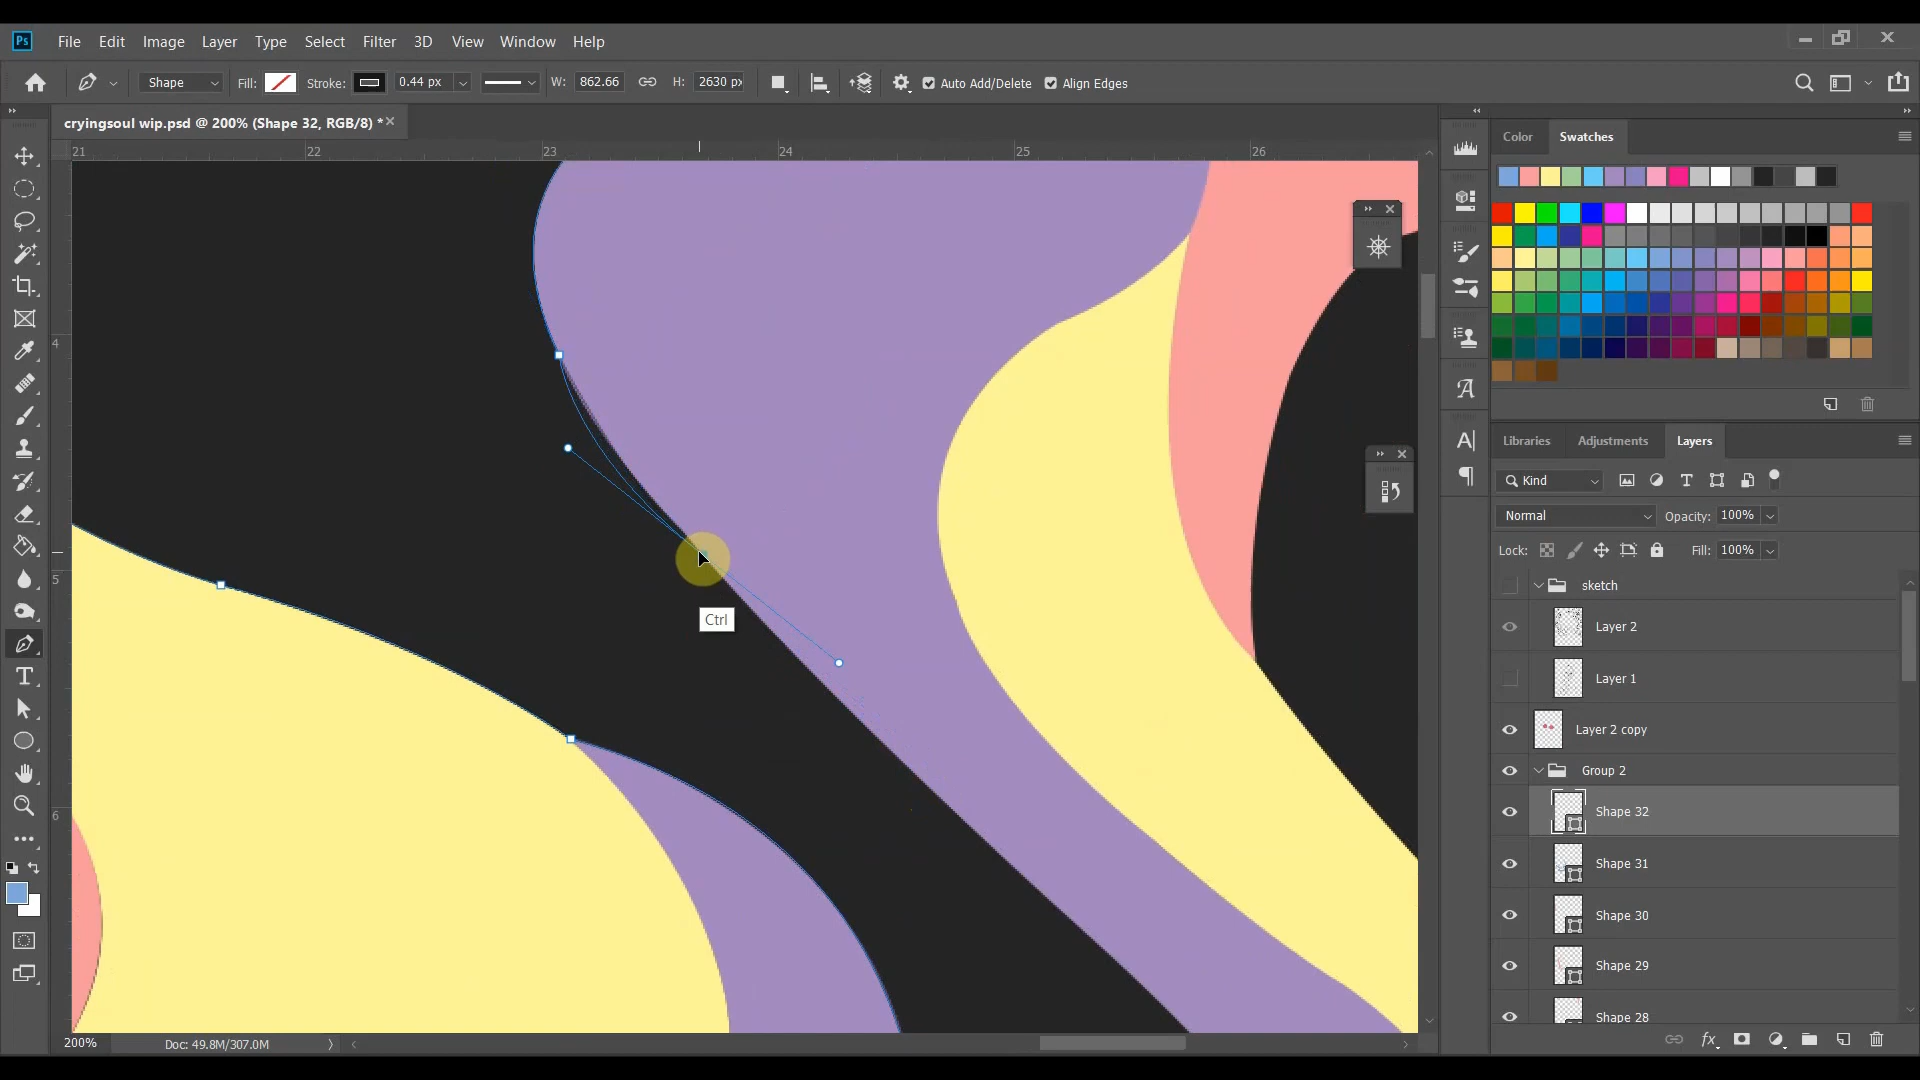 Ps File Edit Image Layer Type Select Filter 3D View Window Help
Shape Fill: Stroke: 0.44 px W: 862.66 H: 2630 px Auto Add/Delete Align Edges
cryingsoul wip.psd @ 200% (Shape 32, RGB/8) *
Color Swatches
21 22 23 24 25 26
4
5
6
Ctrl
Libraries Adjustments Layers
Kind
Normal Opacity: 100%
Lock: Fill: 100%
sketch
Layer 2
Layer 1
Layer 2 copy
Group 2
Shape 32
Shape 31
Shape 30
Shape 29
Shape 28
200% Doc: 49.8M/307.0M